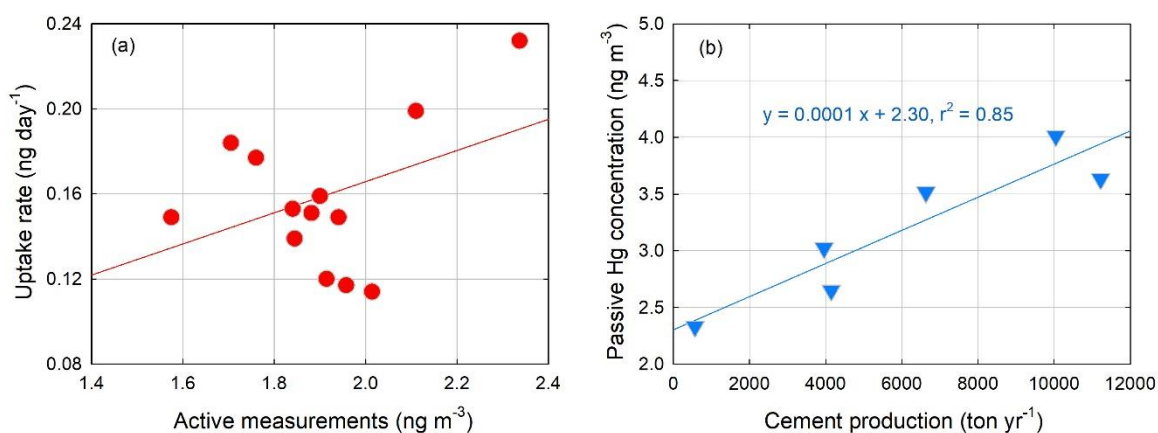 (a)
Uptake rate (ng day⁻¹)
0.24
0.20
0.16
0.12
0.08
1.4 1.6 1.8 2.0 2.2 2.4
Active measurements (ng m⁻³)
(b)
Passive Hg concentration (ng m⁻³)
5.0
4.5
4.0
3.5
3.0
2.5
2.0
y = 0.0001 x + 2.30, r² = 0.85
0 2000 4000 6000 8000 10000 12000
Cement production (ton yr⁻¹)